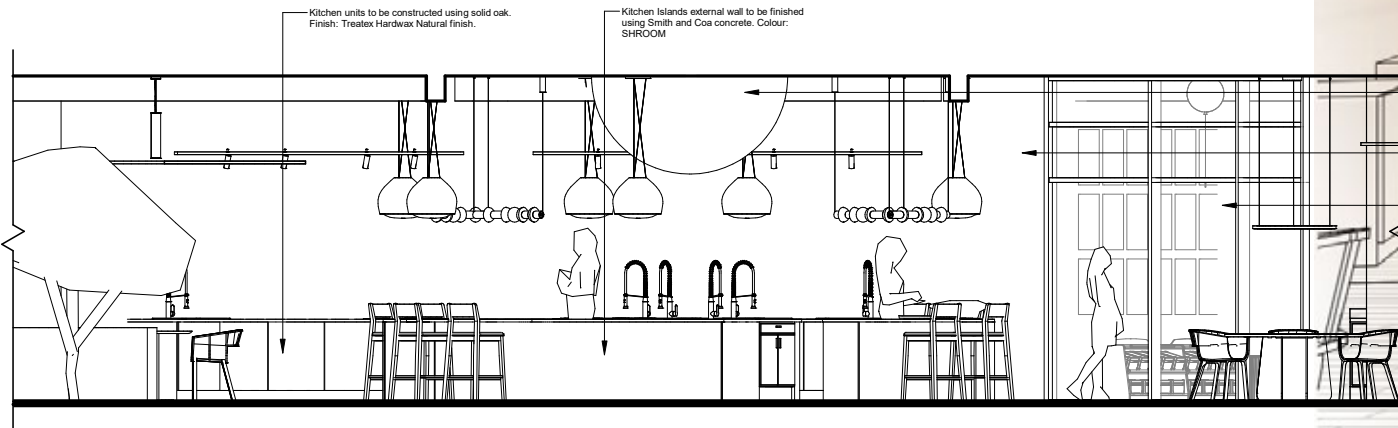 Kitchen units to be constructed using solid oak.
Finish: Treatex Hardwax Natural finish.
Kitchen Islands external wall to be finished
using Smith and Coa concrete. Colour:
SHROOM